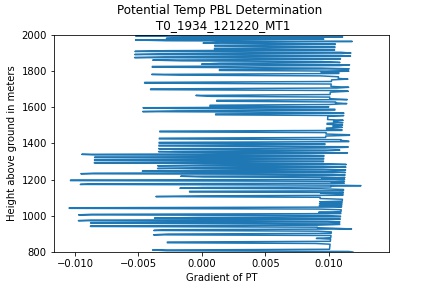 Potential Temp PBL Determination
T0_1934_121220_MT1
Height above ground in meters
2000
1800
1600
1400
1200
1000
800
−0.010 −0.005 0.000 0.005 0.010
Gradient of PT